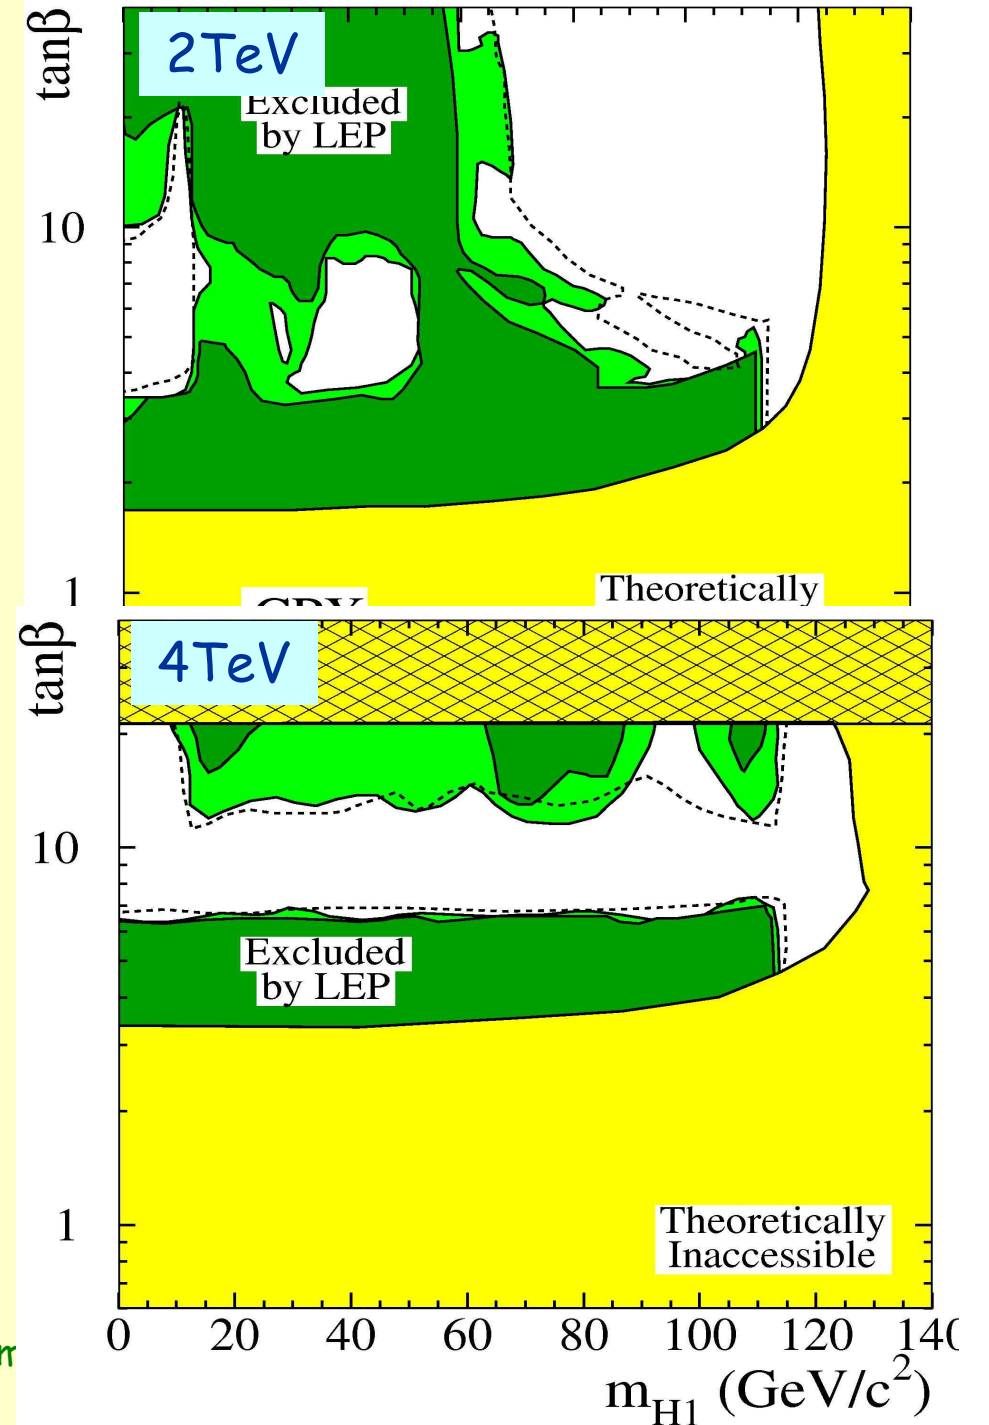 tanβ
2TeV
Excluded
by LEP
10
1
Theoretically
tanβ
4TeV
10
Excluded
by LEP
1
Theoretically
Inaccessible
0 20 40 60 80 100 120 140
m
m_H1 (GeV/c²)